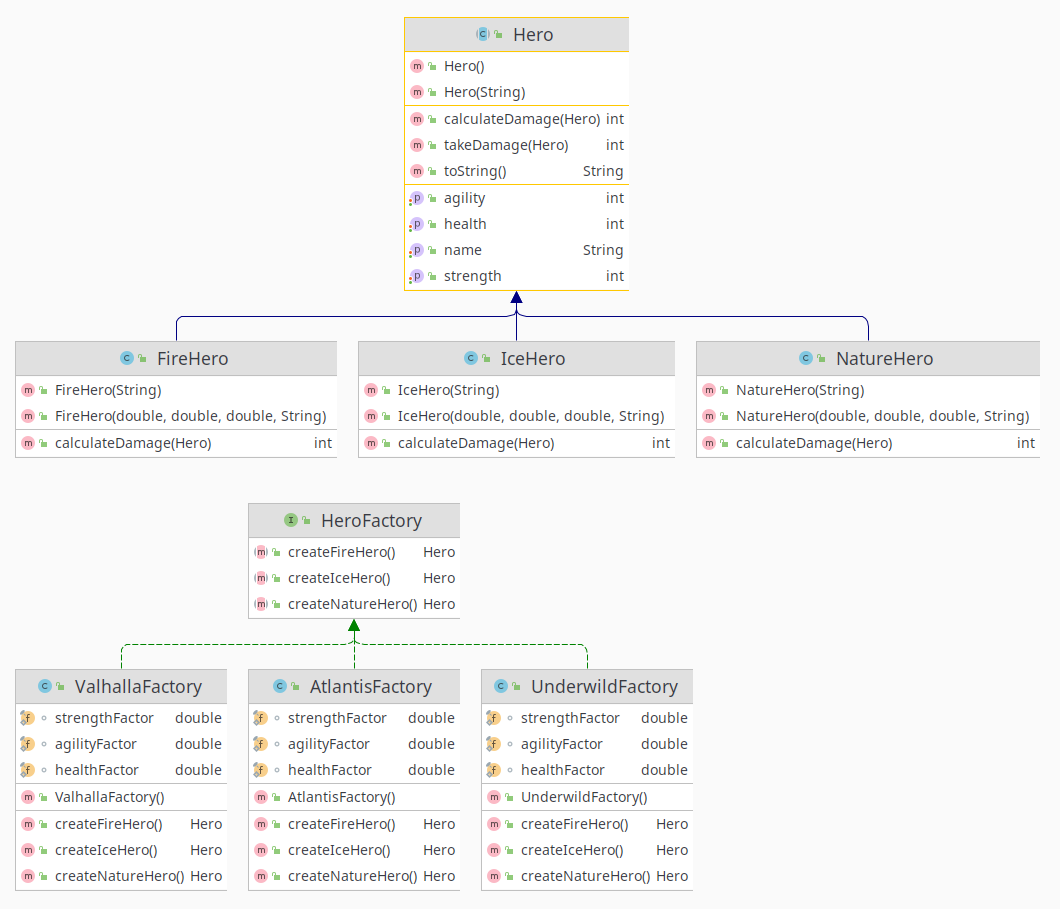 Hero
Hero()
Hero(String)
calculateDamage(Hero) int
takeDamage(Hero) int
toString() String
agility int
health int
name String
strength int
FireHero
FireHero(String)
FireHero(double, double, double, String)
calculateDamage(Hero) int
IceHero
IceHero(String)
IceHero(double, double, double, String)
calculateDamage(Hero) int
NatureHero
NatureHero(String)
NatureHero(double, double, double, String)
calculateDamage(Hero) int
HeroFactory
createFireHero() Hero
createIceHero() Hero
createNatureHero() Hero
ValhallaFactory
strengthFactor double
agilityFactor double
healthFactor double
ValhallaFactory()
createFireHero() Hero
createIceHero() Hero
createNatureHero() Hero
AtlantisFactory
strengthFactor double
agilityFactor double
healthFactor double
AtlantisFactory()
createFireHero() Hero
createIceHero() Hero
createNatureHero() Hero
UnderwildFactory
strengthFactor double
agilityFactor double
healthFactor double
UnderwildFactory()
createFireHero() Hero
createIceHero() Hero
createNatureHero() Hero